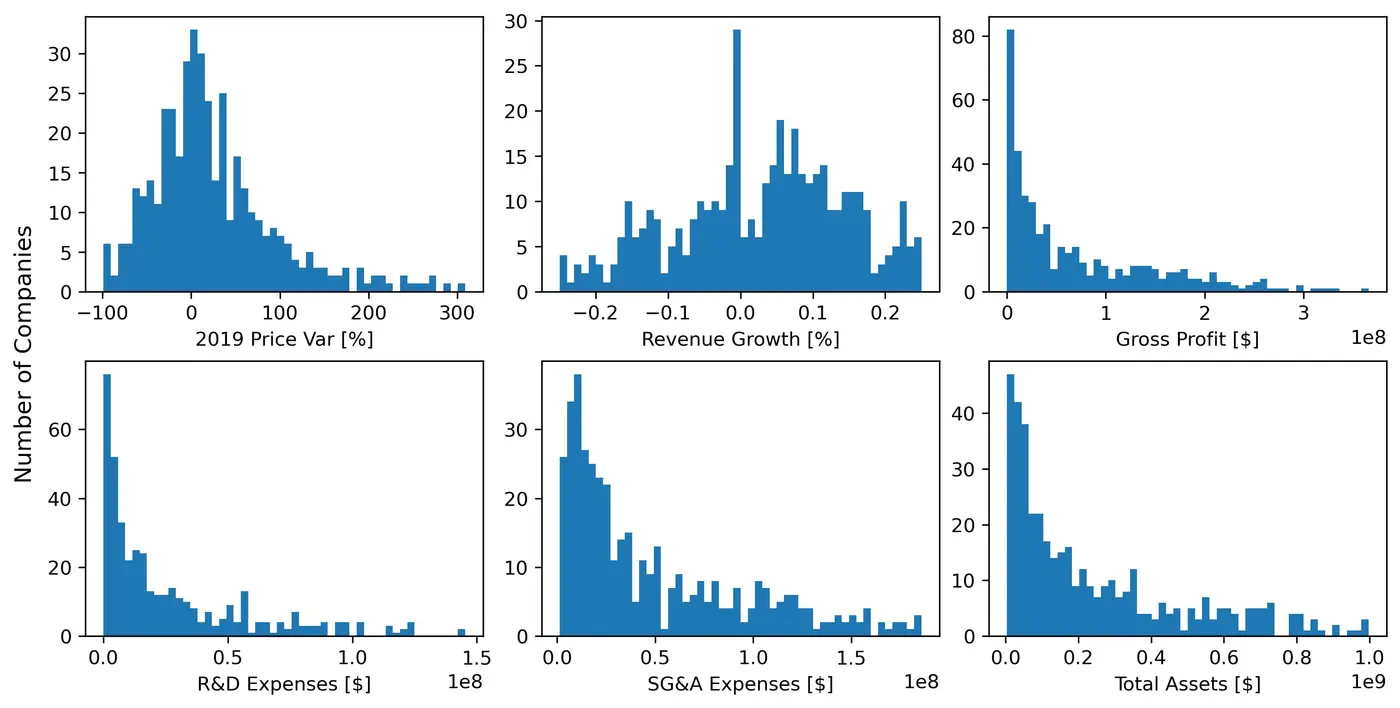 Number of Companies
30
25
20
15
10
5
0
−100 0 100 200 300
2019 Price Var [%]
30
25
20
15
10
5
0
−0.2 −0.1 0.0 0.1 0.2
Revenue Growth [%]
80
60
40
20
0
0 1 2 3
Gross Profit [$] 1e8
60
40
20
0
0.0 0.5 1.0 1.5
R&D Expenses [$] 1e8
30
20
10
0
0.0 0.5 1.0 1.5
SG&A Expenses [$] 1e8
40
30
20
10
0
0.0 0.2 0.4 0.6 0.8 1.0
Total Assets [$] 1e9